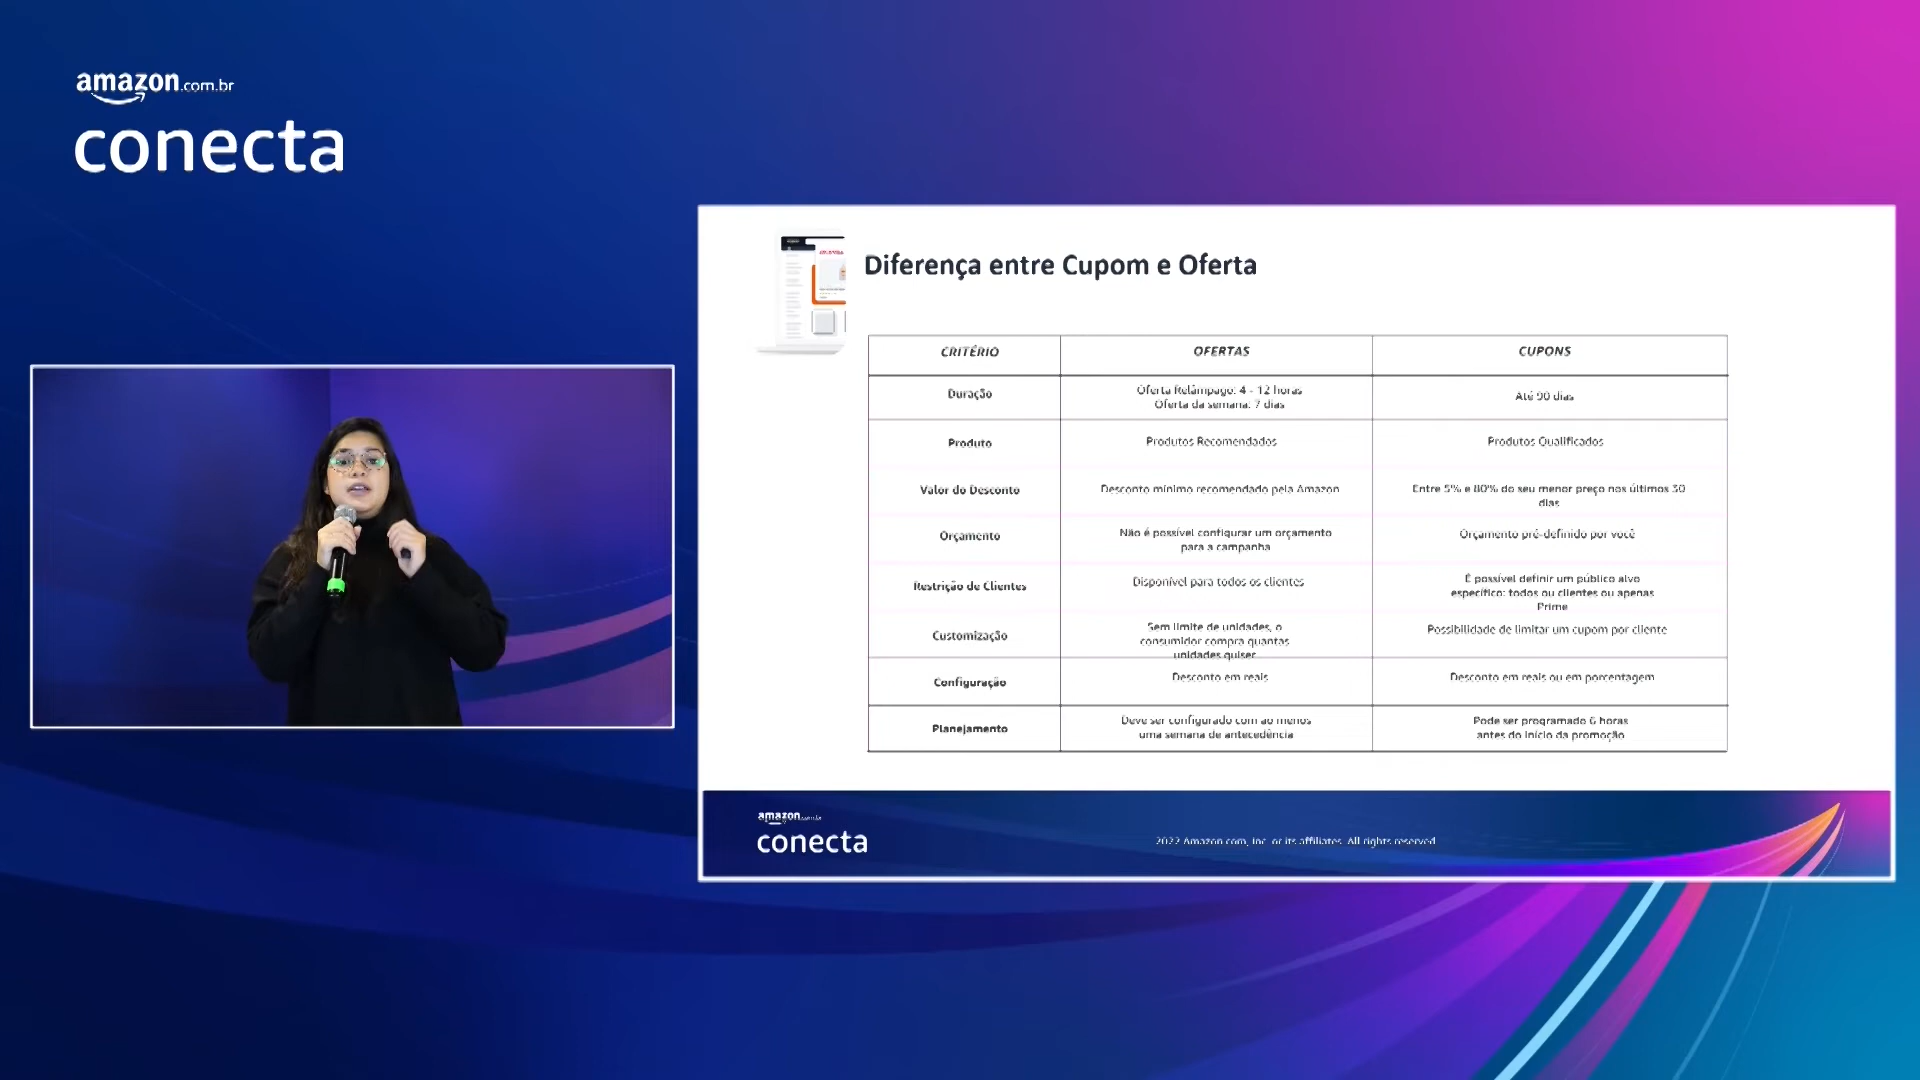 amazon.com.br
conecta
Diferença entre Cupom e Oferta
CRITÉRIO
OFERTAS
CUPONS
Duração
Oferta Relâmpago: 4 - 12 horas
Oferta da semana: 7 dias
Até 90 dias
Produto
Produtos Recomendados
Produtos Qualificados
Valor do Desconto
Desconto mínimo recomendado pela Amazon
Entre 5% e 80% do seu menor preço nos últimos 30
dias
Orçamento
Não é possível configurar um orçamento
para a campanha
Orçamento pré-definido por você
Restrição de Clientes
Disponível para todos os clientes
É possível definir um público alvo
específico: todos ou clientes ou apenas
Prime
Customização
Sem limite de unidades, o
consumidor compra quantas
unidades quiser
Possibilidade de limitar um cupom por cliente
Configuração
Desconto em reais
Desconto em reais ou em porcentagem
Planejamento
Deve ser configurado com ao menos
uma semana de antecedência
Pode ser programado 6 horas
antes do início da promoção
amazon.com.br
conecta
2022 Amazon.com, Inc. or its affiliates. All rights reserved